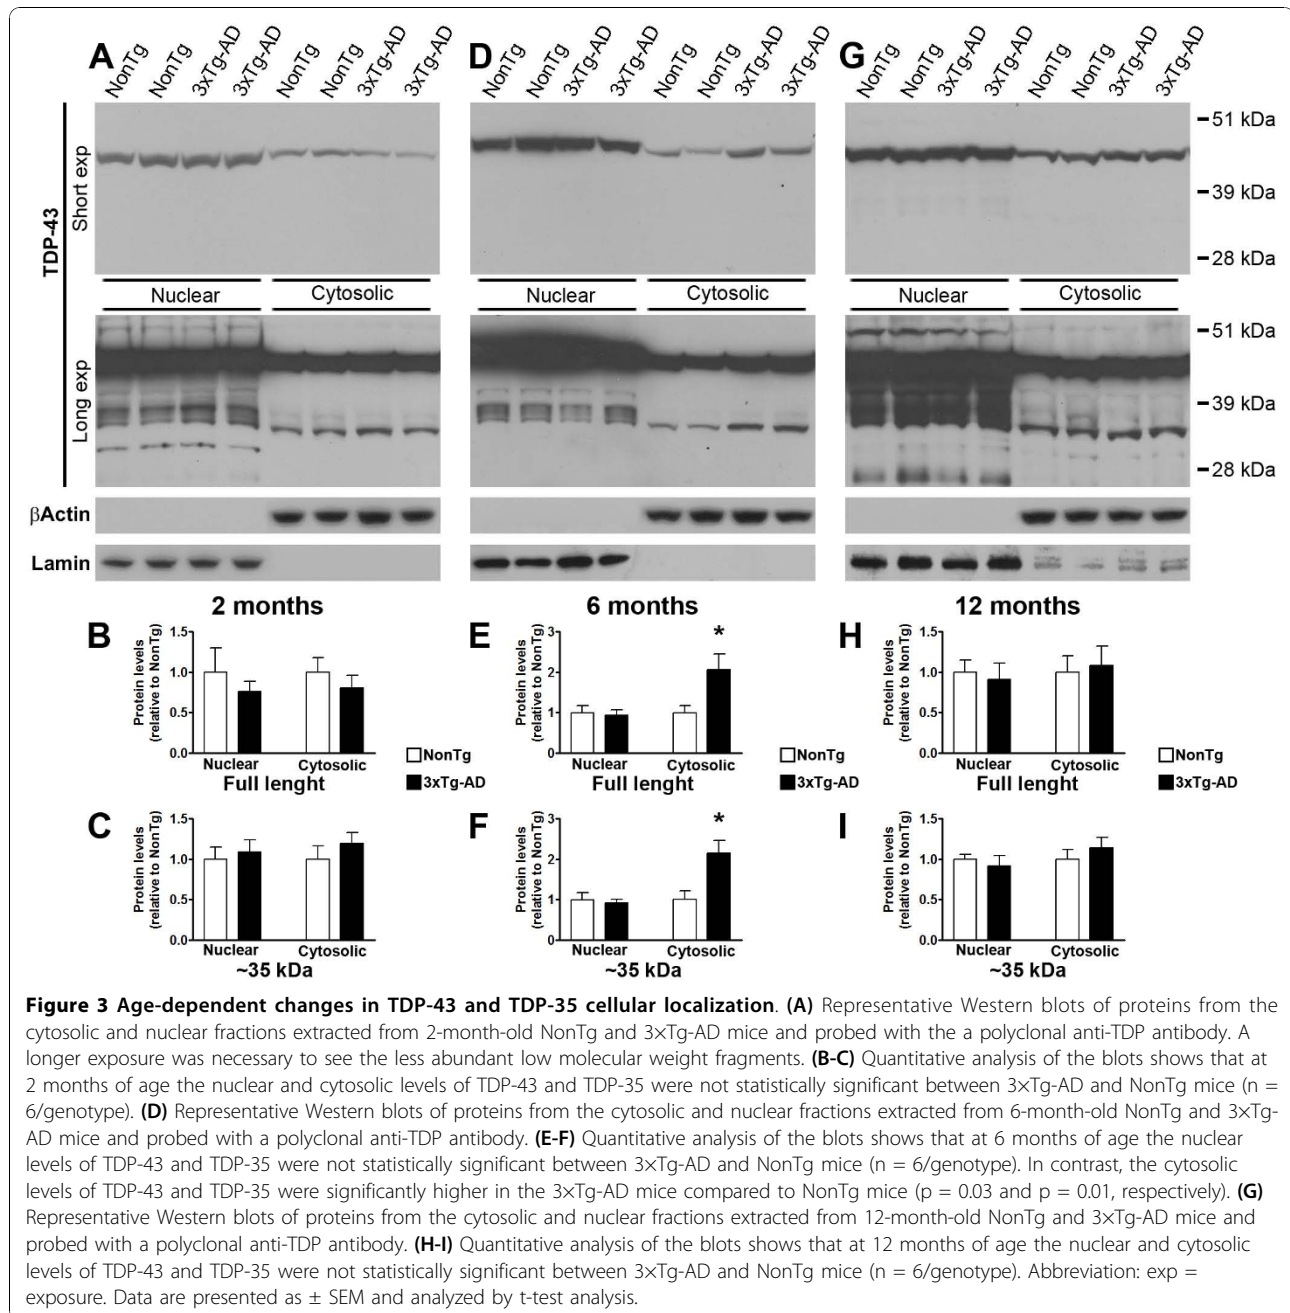 A NonTg NonTg 3xTg-AD 3xTg-AD NonTg NonTg 3xTg-AD 3xTg-AD
D NonTg NonTg 3xTg-AD 3xTg-AD NonTg NonTg 3xTg-AD 3xTg-AD
G NonTg NonTg 3xTg-AD 3xTg-AD NonTg NonTg 3xTg-AD 3xTg-AD
TDP-43
Short exp
51 kDa
39 kDa
28 kDa
Nuclear Cytosolic Nuclear Cytosolic Nuclear Cytosolic
Long exp
51 kDa
39 kDa
28 kDa
βActin
Lamin
2 months 6 months 12 months
B
Protein levels
(relative to NonTg)
1.5
1.0
0.5
0.0
Nuclear Cytosolic
Full lenght
NonTg
3xTg-AD
E
Protein levels
(relative to NonTg)
3
2
1
0
*
Nuclear Cytosolic
Full lenght
NonTg
3xTg-AD
H
Protein levels
(relative to NonTg)
1.5
1.0
0.5
0.0
Nuclear Cytosolic
Full lenght
NonTg
3xTg-AD
C
Protein levels
(relative to NonTg)
1.5
1.0
0.5
0.0
Nuclear Cytosolic
~35 kDa
F
Protein levels
(relative to NonTg)
3
2
1
0
*
Nuclear Cytosolic
~35 kDa
I
Protein levels
(relative to NonTg)
1.5
1.0
0.5
0.0
Nuclear Cytosolic
~35 kDa
Figure 3 Age-dependent changes in TDP-43 and TDP-35 cellular localization. (A) Representative Western blots of proteins from the
cytosolic and nuclear fractions extracted from 2-month-old NonTg and 3×Tg-AD mice and probed with the a polyclonal anti-TDP antibody. A
longer exposure was necessary to see the less abundant low molecular weight fragments. (B-C) Quantitative analysis of the blots shows that at
2 months of age the nuclear and cytosolic levels of TDP-43 and TDP-35 were not statistically significant between 3×Tg-AD and NonTg mice (n =
6/genotype). (D) Representative Western blots of proteins from the cytosolic and nuclear fractions extracted from 6-month-old NonTg and 3×Tg-
AD mice and probed with a polyclonal anti-TDP antibody. (E-F) Quantitative analysis of the blots shows that at 6 months of age the nuclear
levels of TDP-43 and TDP-35 were not statistically significant between 3×Tg-AD and NonTg mice (n = 6/genotype). In contrast, the cytosolic
levels of TDP-43 and TDP-35 were significantly higher in the 3×Tg-AD mice compared to NonTg mice (p = 0.03 and p = 0.01, respectively). (G)
Representative Western blots of proteins from the cytosolic and nuclear fractions extracted from 12-month-old NonTg and 3×Tg-AD mice and
probed with a polyclonal anti-TDP antibody. (H-I) Quantitative analysis of the blots shows that at 12 months of age the nuclear and cytosolic
levels of TDP-43 and TDP-35 were not statistically significant between 3×Tg-AD and NonTg mice (n = 6/genotype). Abbreviation: exp =
exposure. Data are presented as ± SEM and analyzed by t-test analysis.